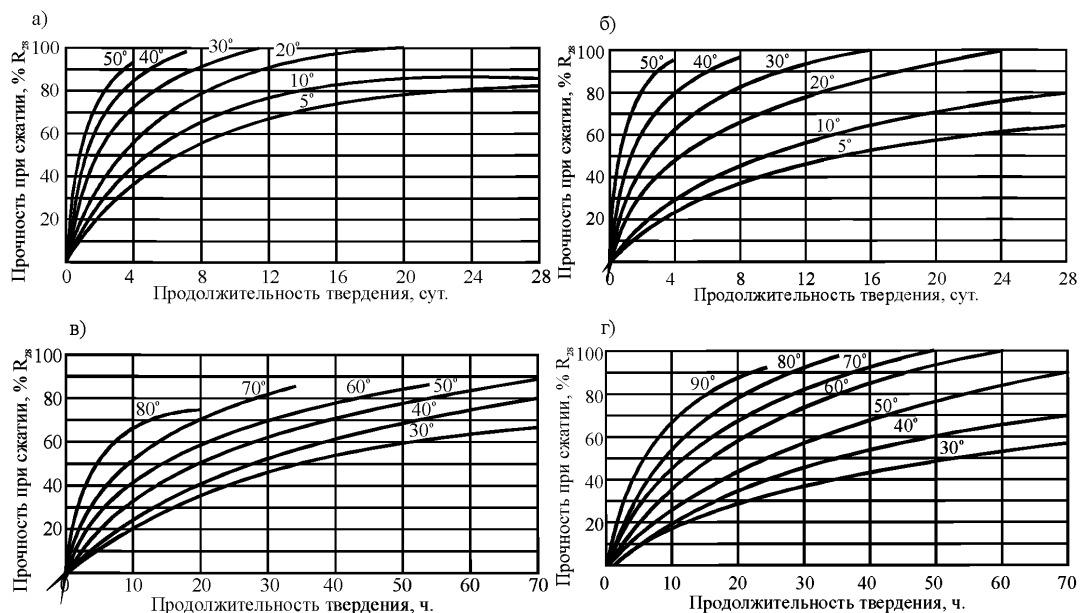 а)
Прочность при сжатии, % R28
100
80
60
40
20
50° 40° 30° 20°
10°
5°
0 4 8 12 16 20 24 28
Продолжительность твердения, сут.
б)
Прочность при сжатии, % R28
100
80
60
40
20
50° 40° 30°
20°
10°
5°
0 4 8 12 16 20 24 28
Продолжительность твердения, сут.
в)
Прочность при сжатии, % R28
100
80
60
40
20
80° 70° 60° 50°
40°
30°
0 10 20 30 40 50 60 70
Продолжительность твердения, ч.
г)
Прочность при сжатии, % R28
100
80
60
40
20
90° 80° 70°
60°
50°
40°
30°
0 10 20 30 40 50 60 70
Продолжительность твердения, ч.